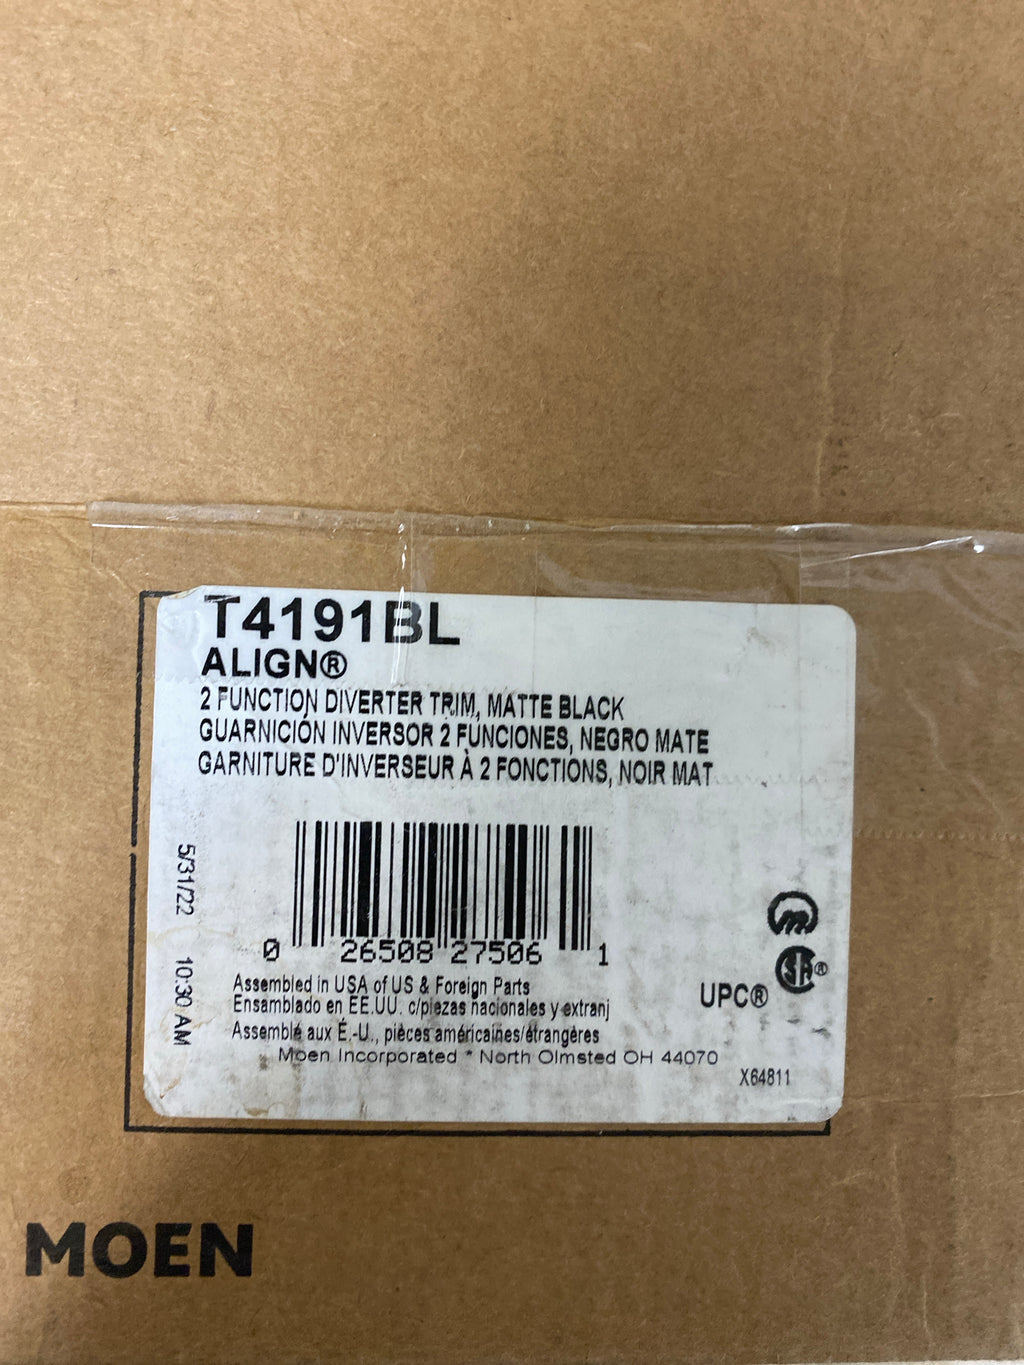 T4191BL
ALIGN®
2 FUNCTION DIVERTER TRIM, MATTE BLACK
GUARNICIÓN INVERSOR 2 FUNCIONES, NEGRO MATE
GARNITURE D'INVERSEUR À 2 FONCTIONS, NOIR MAT
5/31/22 10:30 AM
0 26508 27506 1
Assembled in USA of US & Foreign Parts
Ensamblado en EE.UU. c/piezas nacionales y extranj
Assemblé aux É.-U., pièces américaines/étrangères
Moen Incorporated * North Olmsted OH 44070
UPC®
SA®
X64811
MOEN